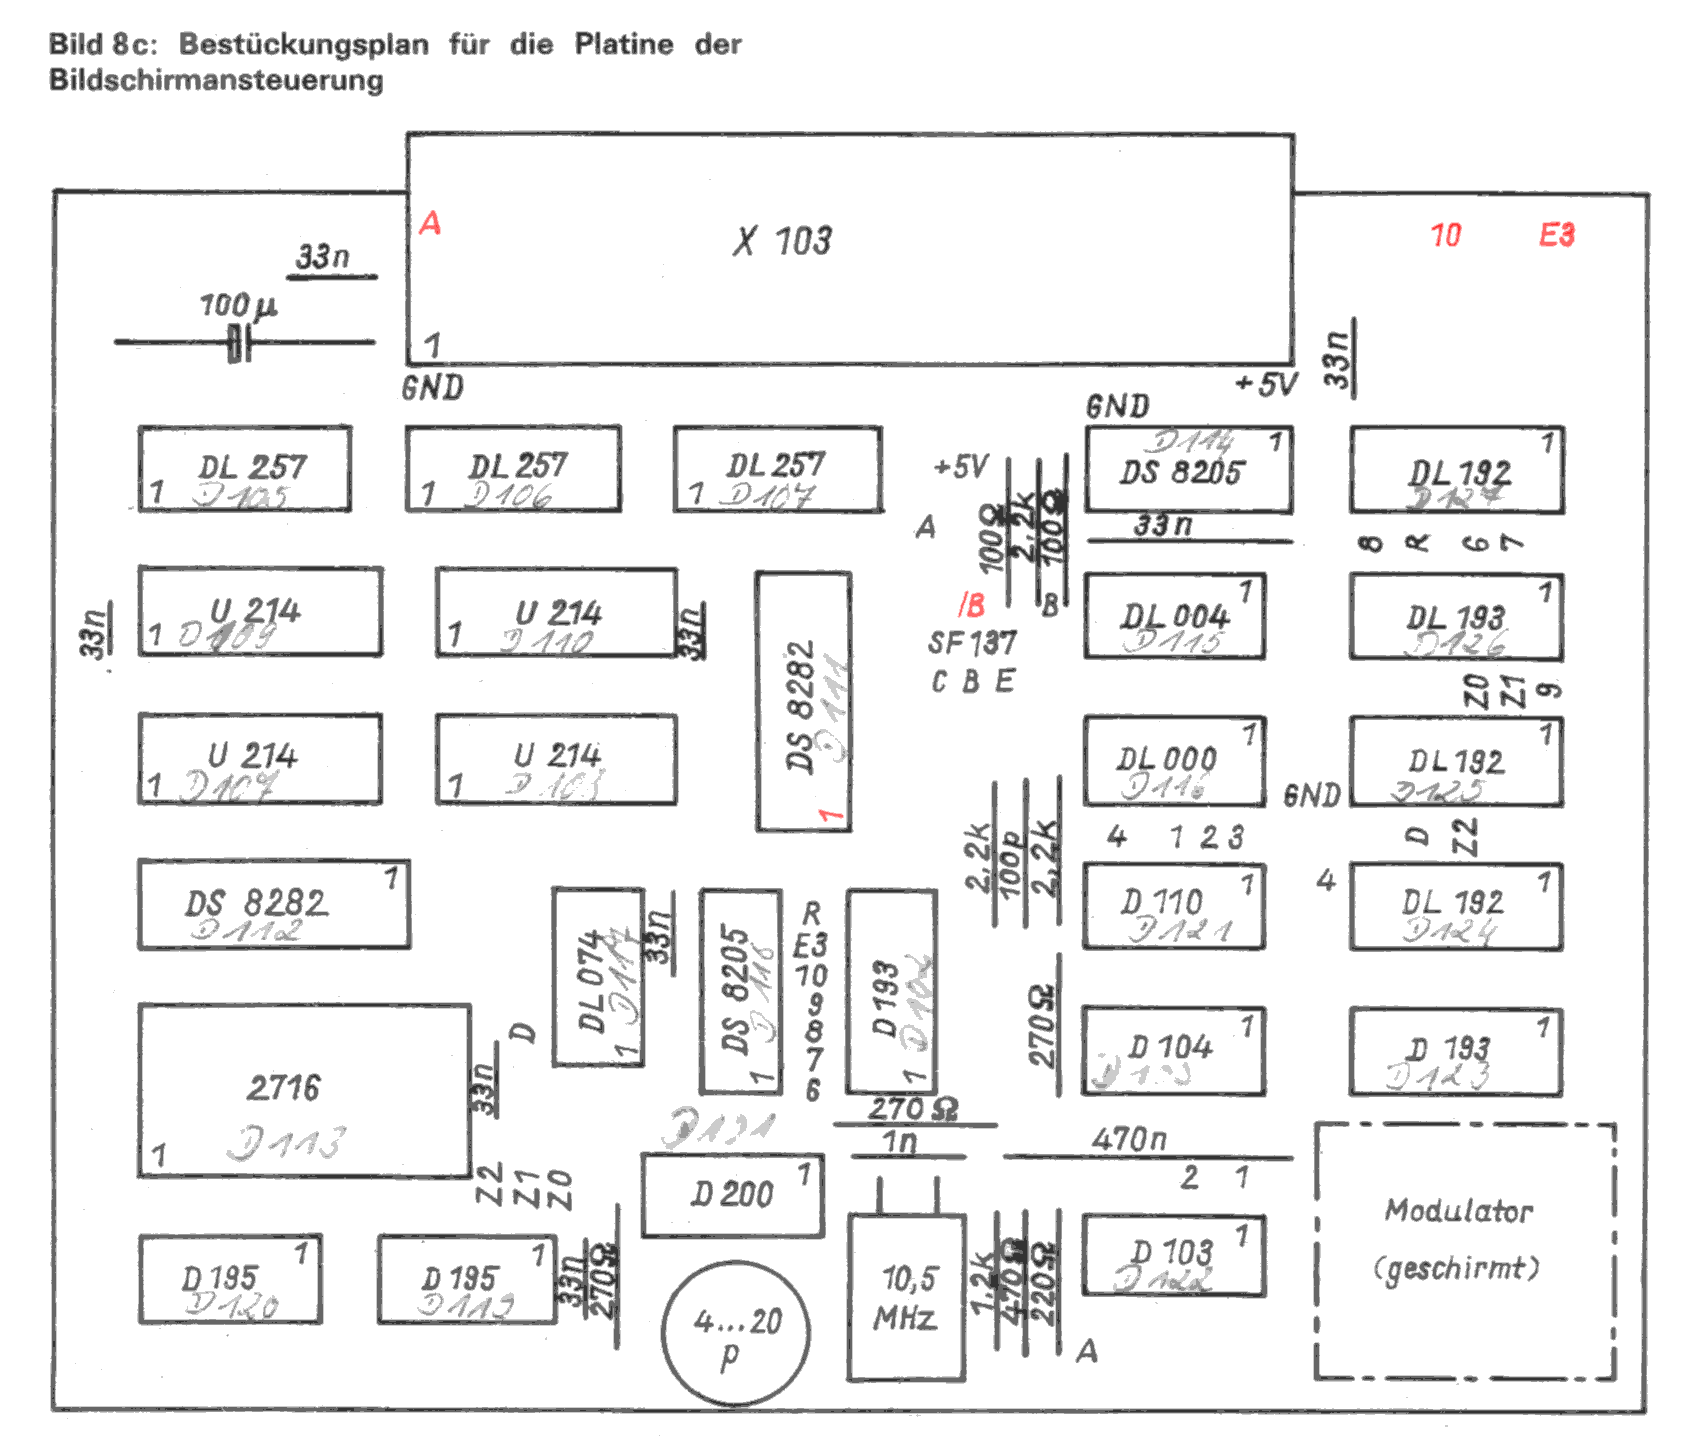 Bild 8c: Bestückungsplan für die Platine der
Bildschirmansteuerung
A
X 103
10
E3
33n
100 µ
1
33n
GND
+5V
GND
DL 257
1 D105
DL 257
1 D106
DL 257
1 D107
+5V
A
100Ω
2,2k
100Ω
D114 1
DS 8205
33n
1
DL 192
D127
8 R 6 7
33n
U 214
1 D109
U 214
1 D110
33n
DS 8282
D111
1
/B
B
SF 137
C B E
1
DL 004
D115
1
DL 193
D126
Z0
Z1
9
U 214
1 D107
U 214
1
1
DL 000
D116
GND
1
DL 192
D125
4 1 2 3
D
Z2
2,2k
100p
2,2k
1
DS 8282
D112
DL 074
D117
1
33n
DS 8205
D118
1
R
E3
10
9
8
7
6
D 193
1
1
D 110
D121
4
1
DL 192
D124
270Ω
1
D 104
1
D 193
D123
2716
1 D113
33n
D
Z2
Z1
Z0
D131
1
D 200
270 Ω
1n
470n
2 1
1
D 195
D120
1
D 195
D119
33n
270Ω
4...20
p
10,5
MHz
1,2k
470Ω
220Ω
1
D 103
D122
A
Modulator
(geschirmt)